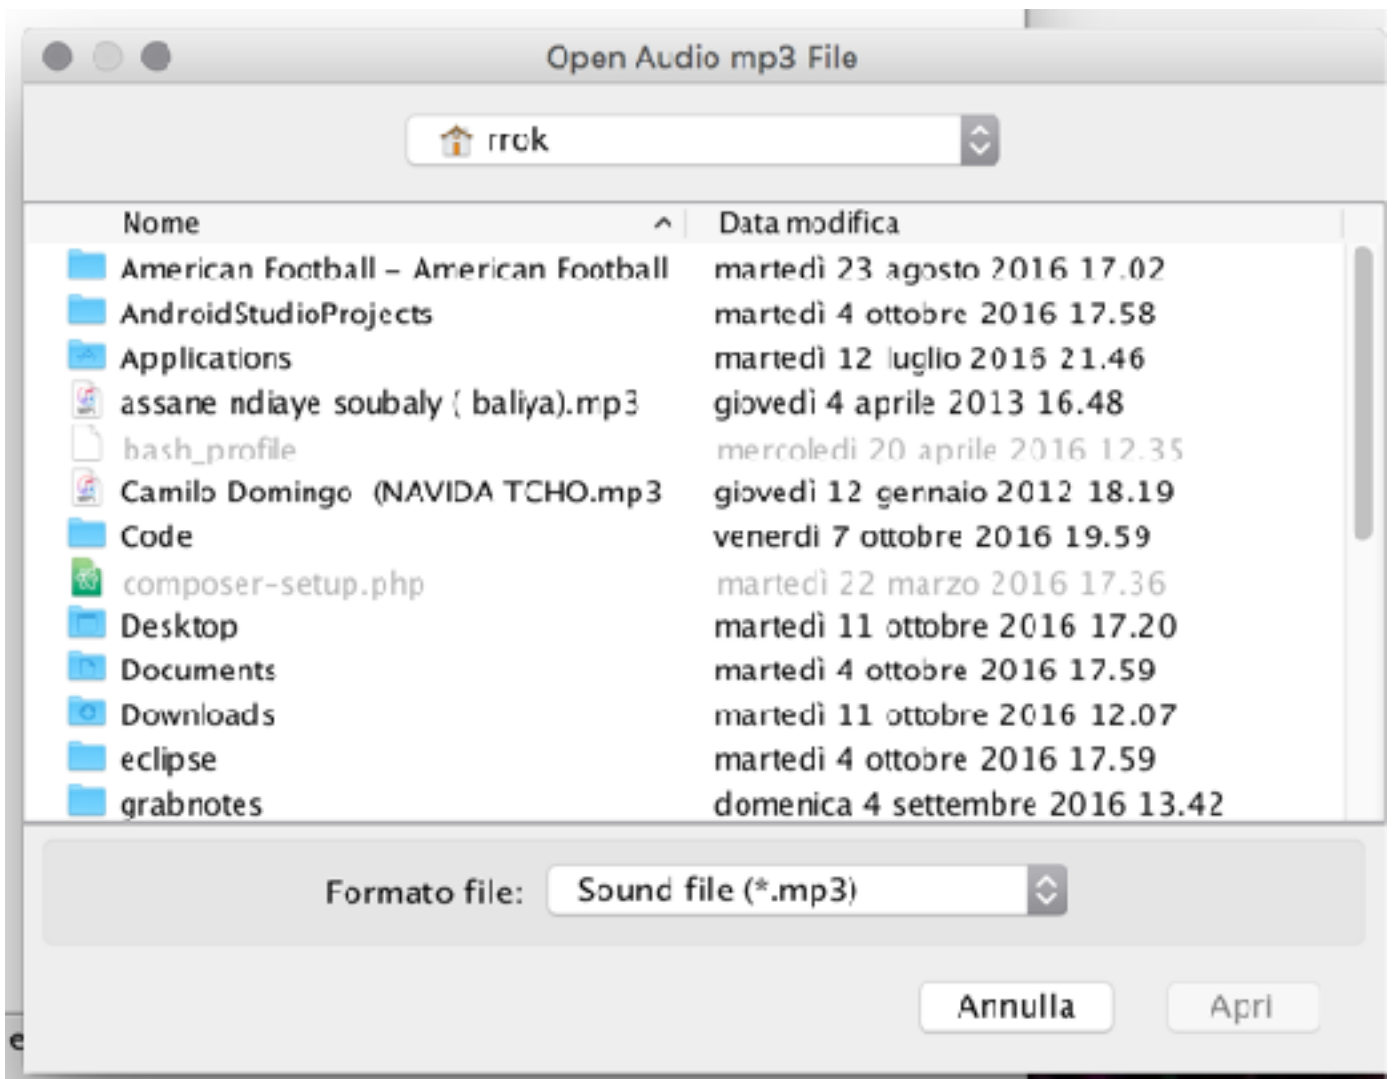 Open Audio mp3 File
rrok
Nome Data modifica
American Football – American Football martedì 23 agosto 2016 17.02
AndroidStudioProjects martedì 4 ottobre 2016 17.58
Applications martedì 12 luglio 2016 21.46
assane ndiaye soubaly ( baliya).mp3 giovedì 4 aprile 2013 16.48
bash_profile mercoledì 20 aprile 2016 12.35
Camilo Domingo  (NAVIDA TCHO.mp3 giovedì 12 gennaio 2012 18.19
Code venerdì 7 ottobre 2016 19.59
composer-setup.php martedì 22 marzo 2016 17.36
Desktop martedì 11 ottobre 2016 17.20
Documents martedì 4 ottobre 2016 17.59
Downloads martedì 11 ottobre 2016 12.07
eclipse martedì 4 ottobre 2016 17.59
grabnotes domenica 4 settembre 2016 13.42
Formato file: Sound file (*.mp3)
Annulla Apri
e